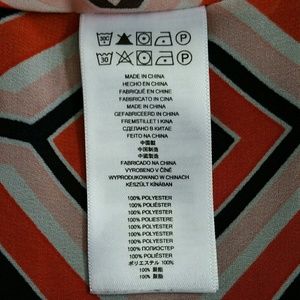 MADE IN CHINA
HECHO EN CHINA
FABRIQUÉ EN CHINE
FABBRICATO IN CINA
MADE IN CHINA
GEFABRICEERD IN CHINA
FREMSTILLET I KINA
СДЕЛАНО В КИТАЕ
FEITO NA CHINA
中国製
中国制造
中國製造
FABRICADO NA CHINA
VYROBENO V ČÍNĚ
WYPRODUKOWANO W CHINACH
KÉSZÜLT KÍNÁBAN
100% POLYESTER
100% POLIÉSTER
100% POLYESTER
100% POLIESTERE
100% POLYESTER
100% POLYESTER
100% POLYESTER
100% ПОЛИЭСТЕР
100% POLIÉSTER
ポリエステル 100%
100% 聚酯
100% 聚酯